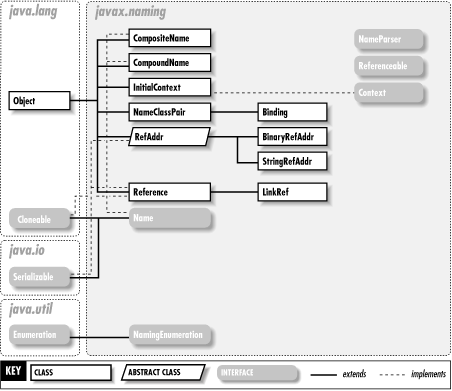 java.lang
javax.naming
CompositeName
NameParser
CompoundName
Referenceable
InitialContext
Context
Object
NameClassPair
Binding
RefAddr
BinaryRefAddr
StringRefAddr
Reference
LinkRef
Cloneable
Name
java.io
Serializable
java.util
Enumeration
NamingEnumeration
KEY
CLASS
ABSTRACT CLASS
INTERFACE
extends
implements